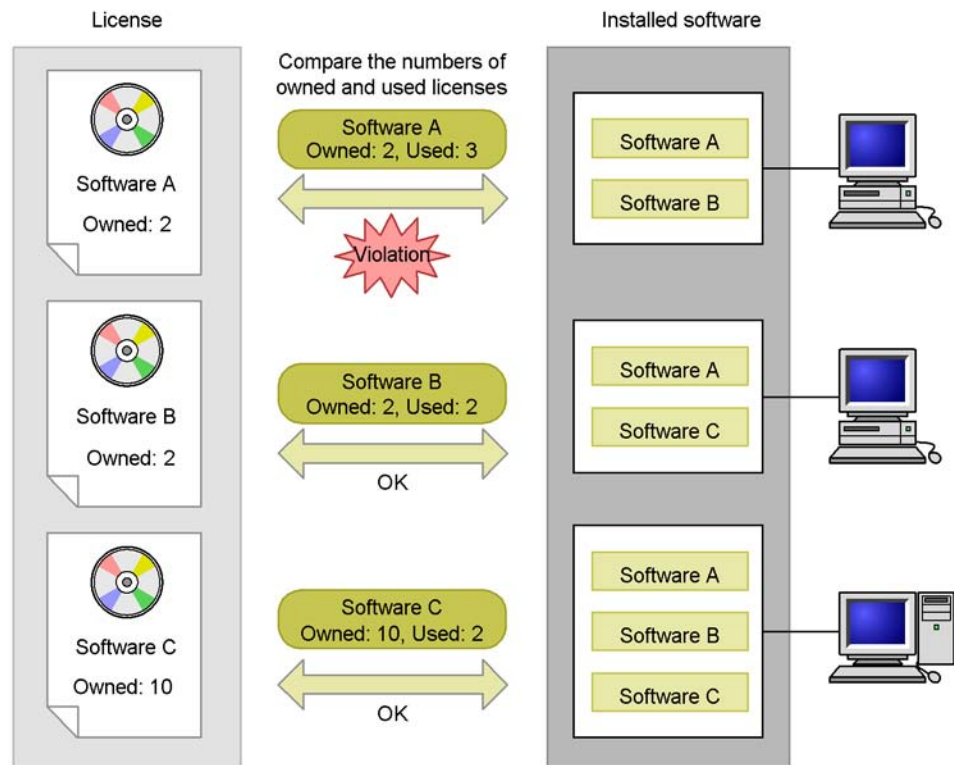 License
Installed software
Compare the numbers of
owned and used licenses
Software A
Owned: 2
Software A
Owned: 2, Used: 3
Violation
Software A
Software B
Software B
Owned: 2
Software B
Owned: 2, Used: 2
OK
Software A
Software C
Software C
Owned: 10
Software C
Owned: 10, Used: 2
OK
Software A
Software B
Software C